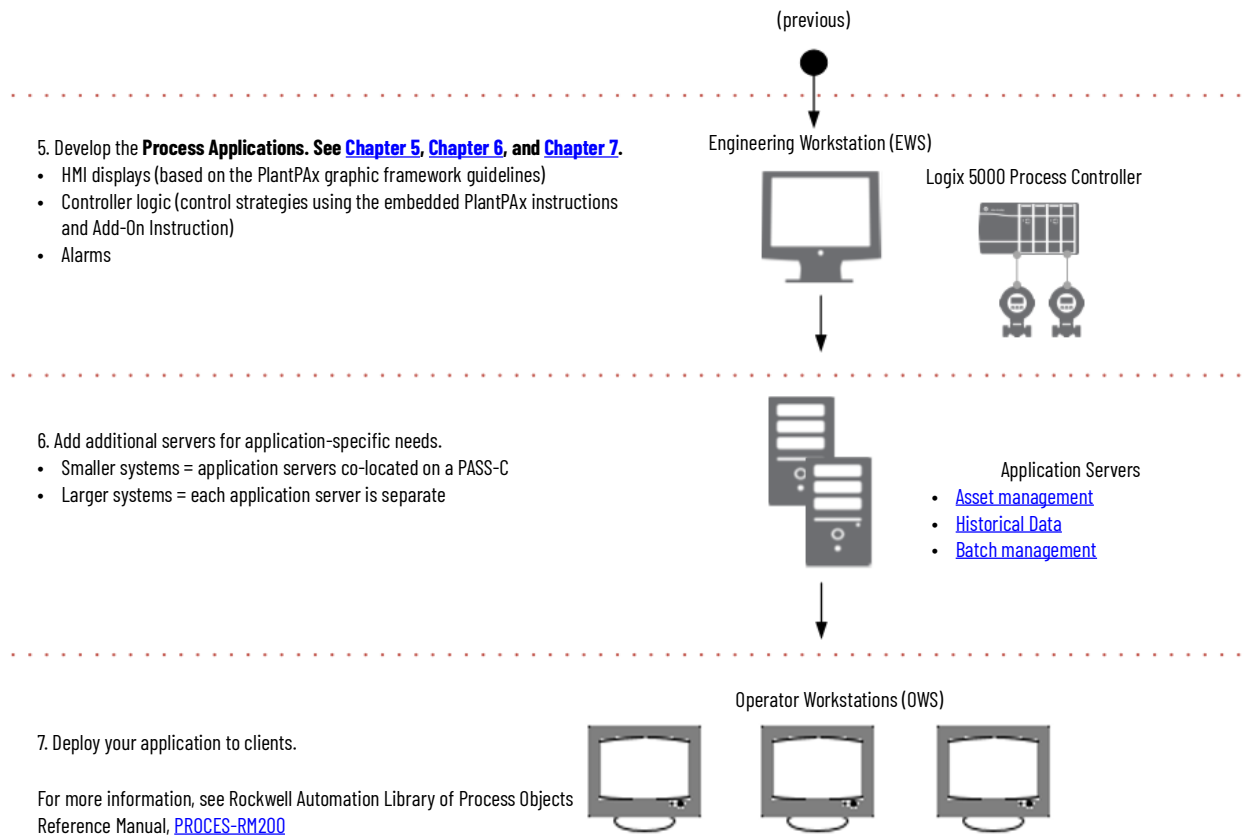 (previous)
5. Develop the Process Applications. See Chapter 5, Chapter 6, and Chapter 7.
• HMI displays (based on the PlantPAx graphic framework guidelines)
• Controller logic (control strategies using the embedded PlantPAx instructions
and Add-On Instruction)
• Alarms
Engineering Workstation (EWS)
Logix 5000 Process Controller
6. Add additional servers for application-specific needs.
• Smaller systems = application servers co-located on a PASS-C
• Larger systems = each application server is separate
Application Servers
• Asset management
• Historical Data
• Batch management
Operator Workstations (OWS)
7. Deploy your application to clients.
For more information, see Rockwell Automation Library of Process Objects
Reference Manual, PROCES-RM200